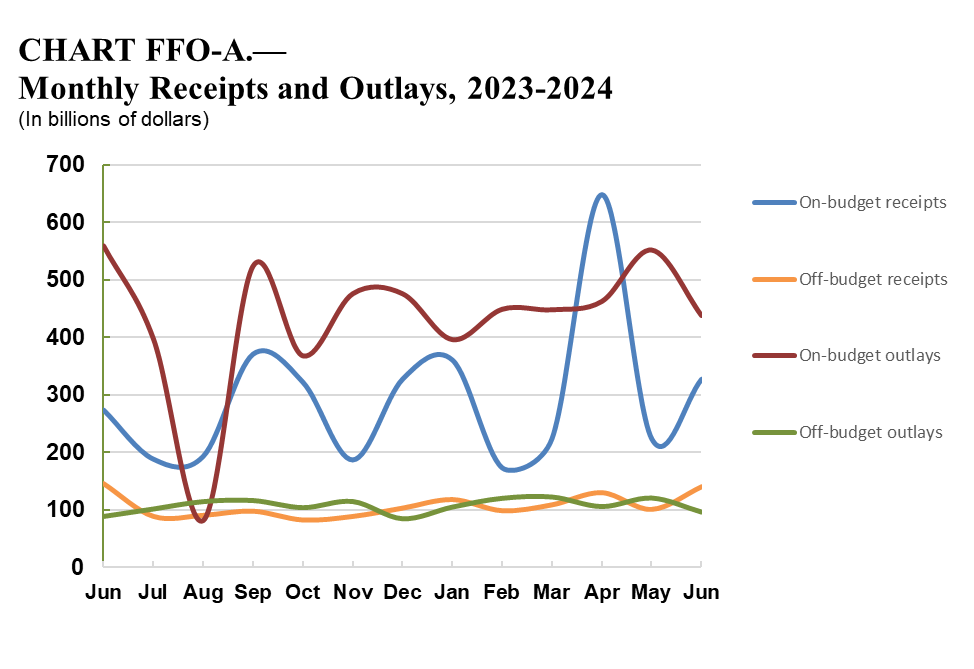 CHART FFO-A.—
Monthly Receipts and Outlays, 2023-2024
(In billions of dollars)
700
600
500
400
300
200
100
0
Jun Jul Aug Sep Oct Nov Dec Jan Feb Mar Apr May Jun
On-budget receipts
Off-budget receipts
On-budget outlays
Off-budget outlays